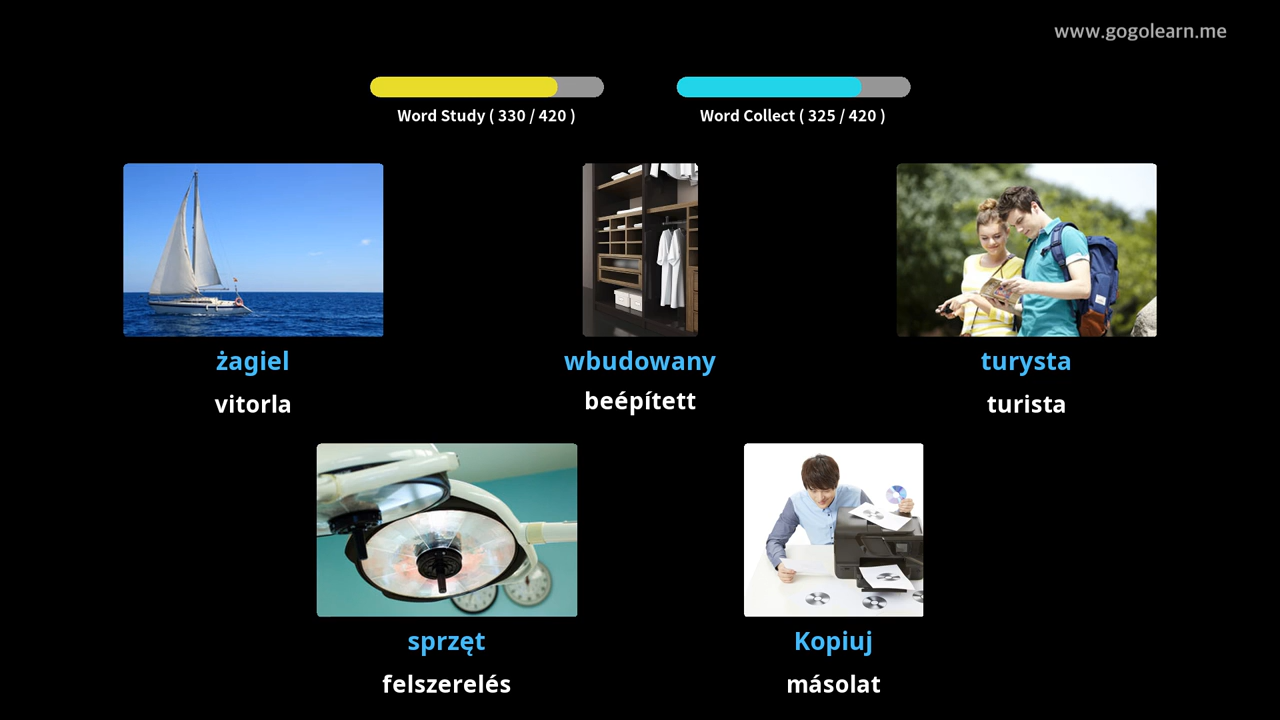 www.gogolearn.me
Word Study ( 330 / 420 )
Word Collect ( 325 / 420 )
żagiel
vitorla
wbudowany
beépített
turysta
turista
sprzęt
felszerelés
Kopiuj
másolat